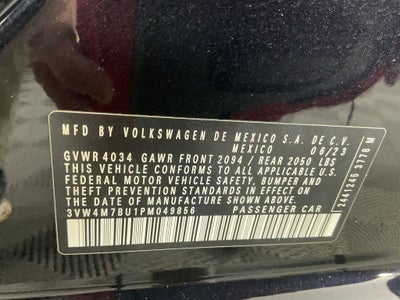 MFD BY VOLKSWAGEN DE MEXICO S.A. DE C.V.
MEXICO 06/23
GVWR 4034 GAWR FRONT 2094 / REAR 2050 LBS
THIS VEHICLE CONFORMS TO ALL APPLICABLE
FEDERAL MOTOR VEHICLE SAFETY, BUMPER AND
THEFT PREVENTION STANDARDS IN EFFECT ON
THE DATE OF MANUFACTURE SHOWN ABOVE
3VW4M7BU1PM049856 PASSENGER CAR
24A1245 3778 M